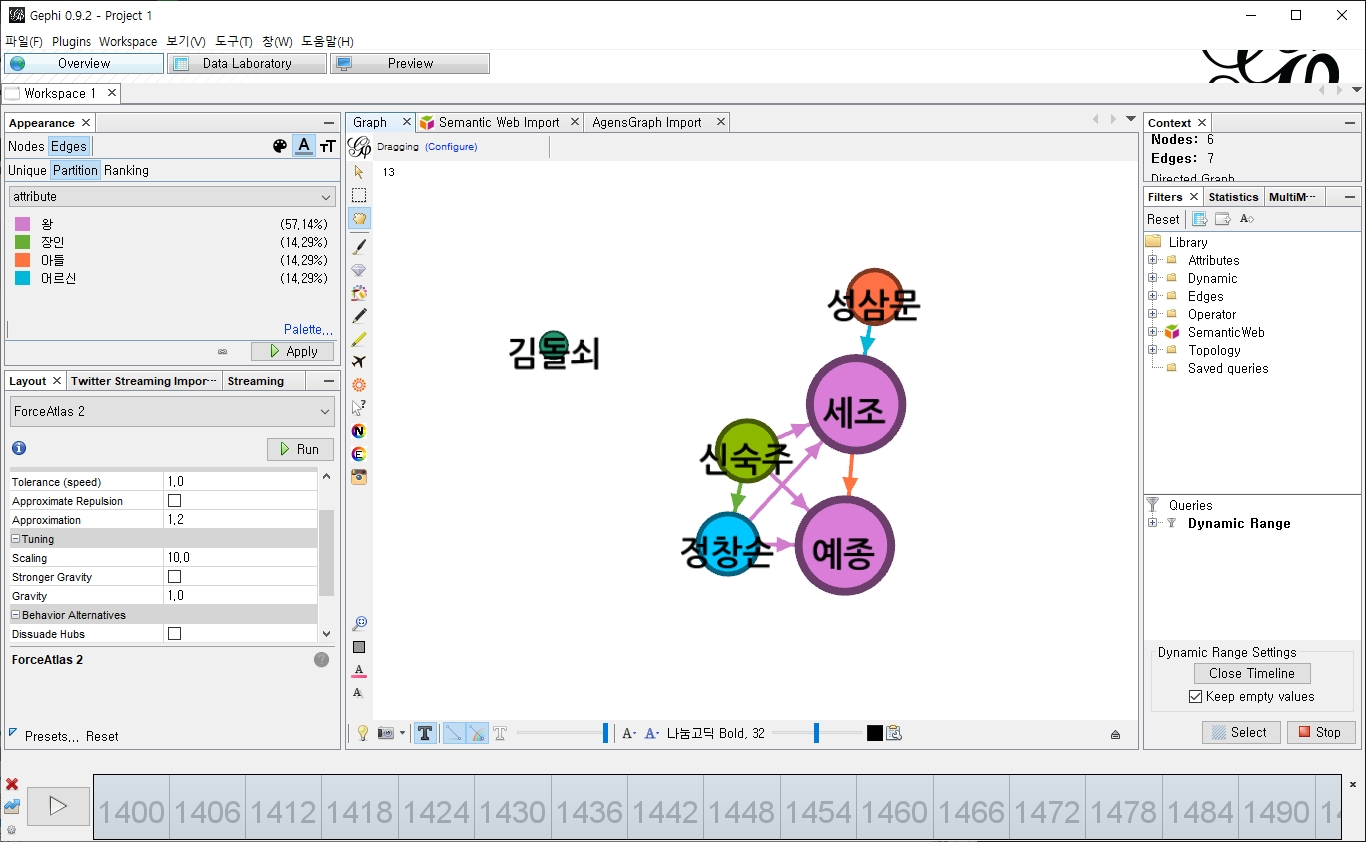 Gephi 0.9.2 - Project 1
파일(F) Plugins Workspace 보기(V) 도구(T) 창(W) 도움말(H)
Overview Data Laboratory Preview
Workspace 1
Appearance
Nodes Edges
Unique Partition Ranking
attribute
왕 (57,14%)
장인 (14,29%)
아들 (14,29%)
어르신 (14,29%)
Palette...
Apply
Layout Twitter Streaming Impor··· Streaming
ForceAtlas 2
Run
Tolerance (speed) 1,0
Approximate Repulsion
Approximation 1,2
Tuning
Scaling 10,0
Stronger Gravity
Gravity 1,0
Behavior Alternatives
Dissuade Hubs
ForceAtlas 2
Presets... Reset
Graph Semantic Web Import AgensGraph Import
Dragging (Configure)
13
성삼문
김돌쇠
세조
신숙주
정창손
예종
나눔고딕 Bold, 32
Context
Nodes: 6
Edges: 7
Directed Graph
Filters Statistics MultiM···
Reset
Library
Attributes
Dynamic
Edges
Operator
SemanticWeb
Topology
Saved queries
Queries
Dynamic Range
Dynamic Range Settings
Close Timeline
Keep empty values
Select Stop
1400 1406 1412 1418 1424 1430 1436 1442 1448 1454 1460 1466 1472 1478 1484 1490